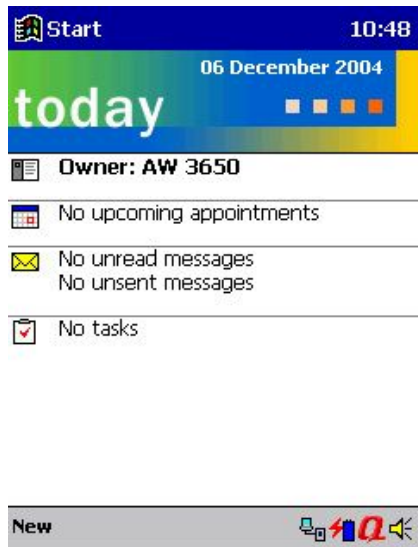 Start 10:48
06 December 2004
today
Owner: AW 3650
No upcoming appointments
No unread messages
No unsent messages
No tasks
New